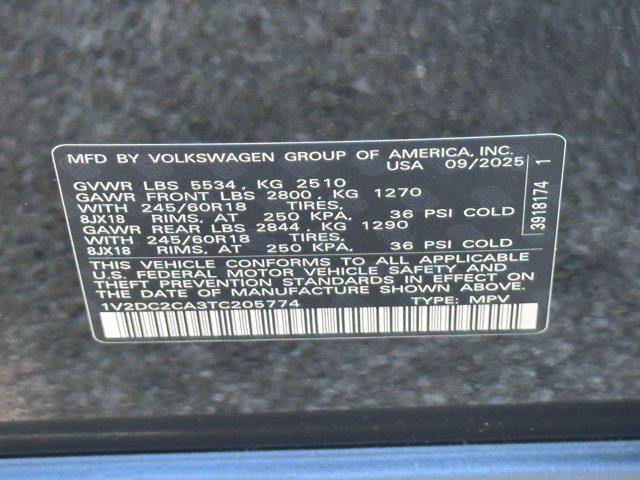 MFD BY VOLKSWAGEN GROUP OF AMERICA, INC.
USA 09/2025
GVWR LBS 5534, KG 2510
GAWR FRONT LBS 2800, KG 1270
WITH 245/60R18 TIRES,
8JX18 RIMS, AT 250 KPA, 36 PSI COLD
GAWR REAR LBS 2844, KG 1290
WITH 245/60R18 TIRES,
8JX18 RIMS, AT 250 KPA, 36 PSI COLD
THIS VEHICLE CONFORMS TO ALL APPLICABLE
U.S. FEDERAL MOTOR VEHICLE SAFETY AND
THEFT PREVENTION STANDARDS IN EFFECT ON
THE DATE OF MANUFACTURE SHOWN ABOVE.
1V2DC2CA3TC205774 TYPE: MPV
3918174 1